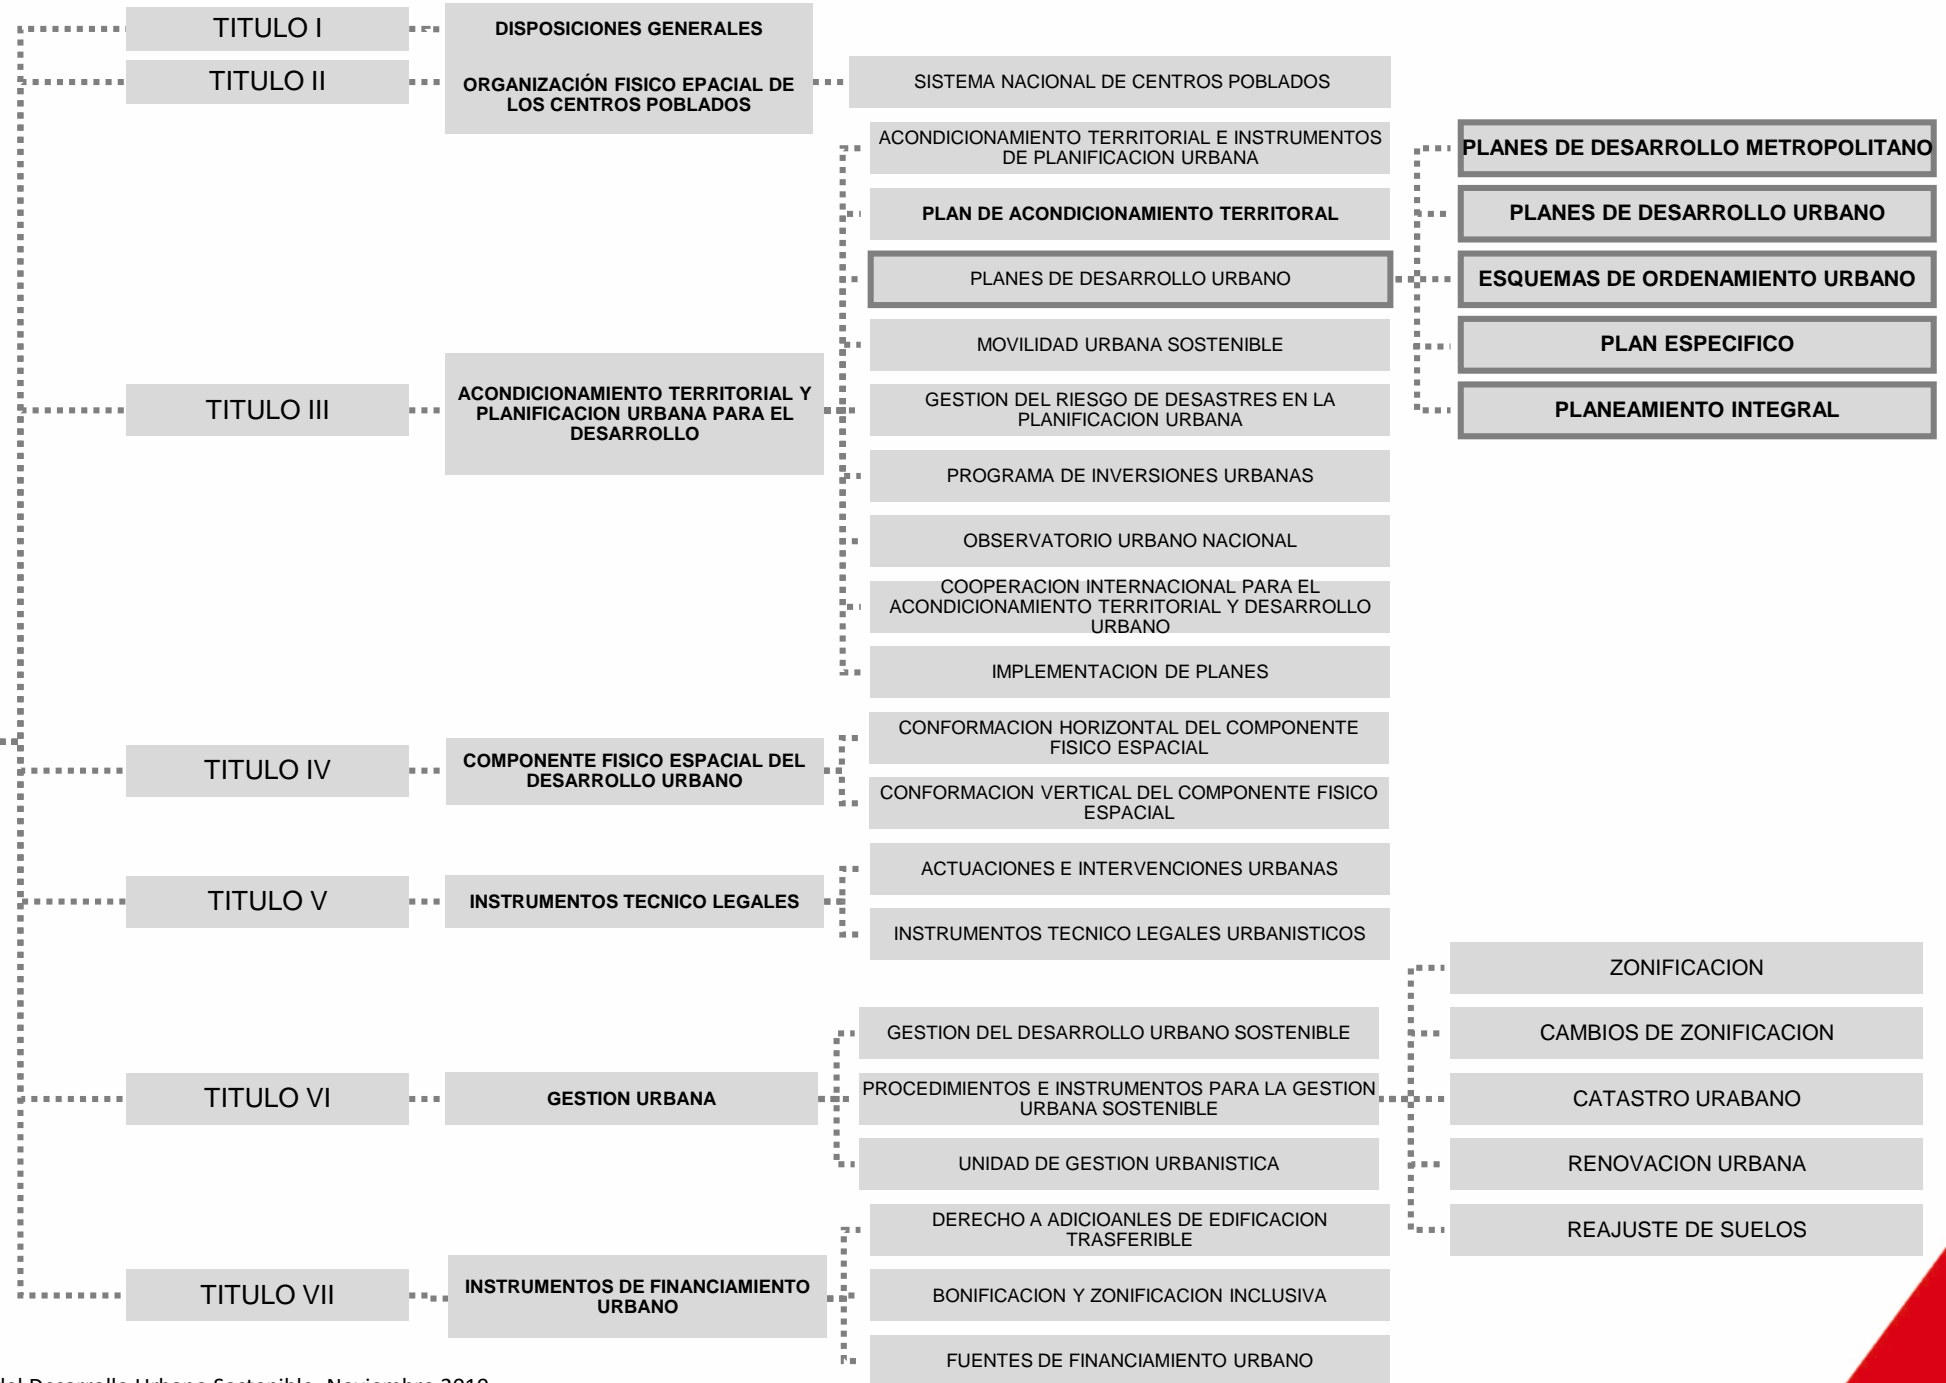 TITULO I
DISPOSICIONES GENERALES
TITULO II
ORGANIZACIÓN FISICO EPACIAL DE
LOS CENTROS POBLADOS
SISTEMA NACIONAL DE CENTROS POBLADOS
TITULO III
ACONDICIONAMIENTO TERRITORIAL Y
PLANIFICACION URBANA PARA EL
DESARROLLO
ACONDICIONAMIENTO TERRITORIAL E INSTRUMENTOS
DE PLANIFICACION URBANA
PLAN DE ACONDICIONAMIENTO TERRITORAL
PLANES DE DESARROLLO URBANO
PLANES DE DESARROLLO METROPOLITANO
PLANES DE DESARROLLO URBANO
ESQUEMAS DE ORDENAMIENTO URBANO
PLAN ESPECIFICO
PLANEAMIENTO INTEGRAL
MOVILIDAD URBANA SOSTENIBLE
GESTION DEL RIESGO DE DESASTRES EN LA
PLANIFICACION URBANA
PROGRAMA DE INVERSIONES URBANAS
OBSERVATORIO URBANO NACIONAL
COOPERACION INTERNACIONAL PARA EL
ACONDICIONAMIENTO TERRITORIAL Y DESARROLLO
URBANO
IMPLEMENTACION DE PLANES
TITULO IV
COMPONENTE FISICO ESPACIAL DEL
DESARROLLO URBANO
CONFORMACION HORIZONTAL DEL COMPONENTE
FISICO ESPACIAL
CONFORMACION VERTICAL DEL COMPONENTE FISICO
ESPACIAL
TITULO V
INSTRUMENTOS TECNICO LEGALES
ACTUACIONES E INTERVENCIONES URBANAS
INSTRUMENTOS TECNICO LEGALES URBANISTICOS
TITULO VI
GESTION URBANA
GESTION DEL DESARROLLO URBANO SOSTENIBLE
PROCEDIMIENTOS E INSTRUMENTOS PARA LA GESTION
URBANA SOSTENIBLE
ZONIFICACION
CAMBIOS DE ZONIFICACION
CATASTRO URABANO
RENOVACION URBANA
REAJUSTE DE SUELOS
UNIDAD DE GESTION URBANISTICA
TITULO VII
INSTRUMENTOS DE FINANCIAMIENTO
URBANO
DERECHO A ADICIOANLES DE EDIFICACION
TRASFERIBLE
BONIFICACION Y ZONIFICACION INCLUSIVA
FUENTES DE FINANCIAMIENTO URBANO